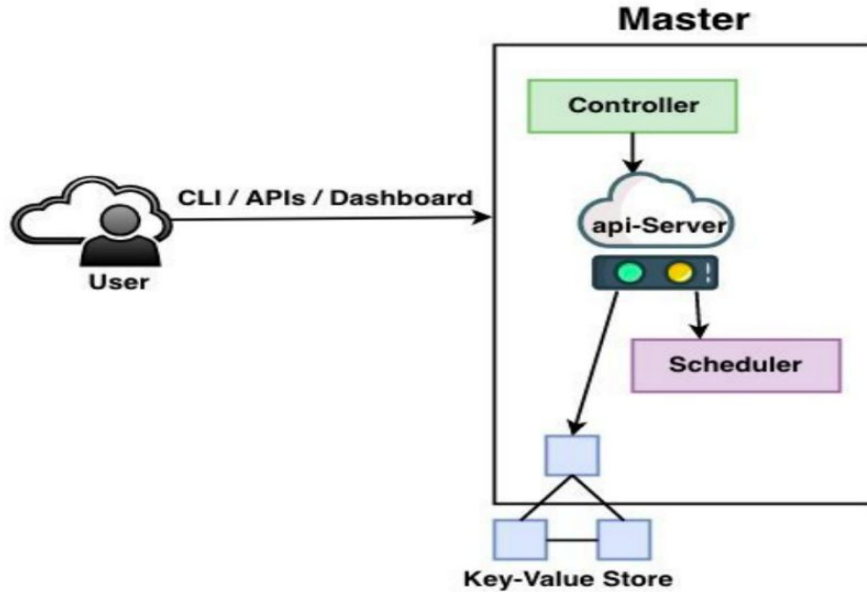 Master
Controller
CLI / APIs / Dashboard
api-Server
User
Scheduler
Key-Value Store